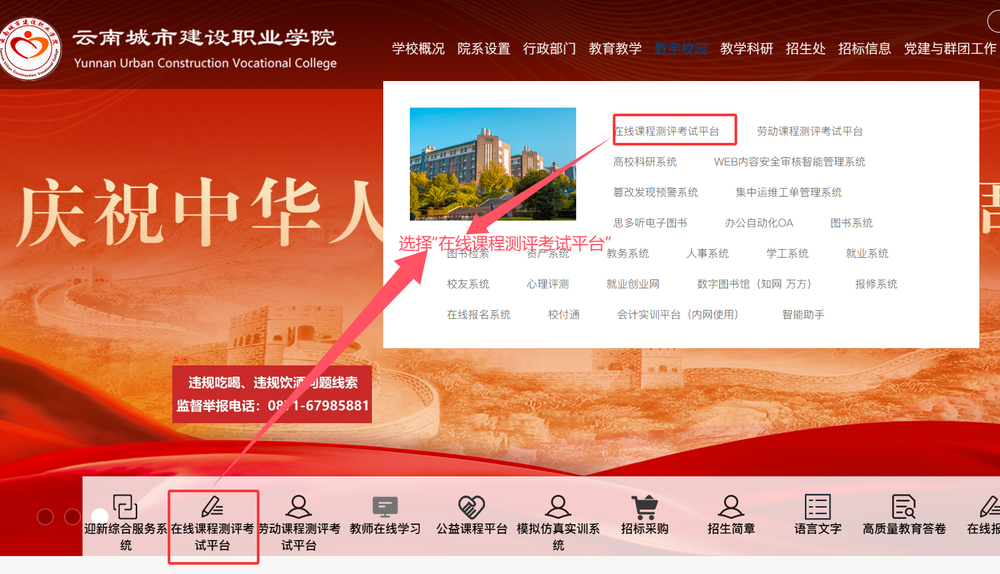 云南城市建设职业学院
Yunnan Urban Construction Vocational College
学校概况 院系设置 行政部门 教育教学 数字校园 教学科研 招生处 招标信息 党建与群团工作
在线课程测评考试平台 劳动课程测评考试平台
高校科研系统 WEB内容安全审核智能管理系统
篡改发现预警系统 集中运维工单管理系统
思多听电子图书 办公自动化OA 图书系统
选择“在线课程测评考试平台”
图书检索 资产系统 教务系统 人事系统 学工系统 就业系统
校友系统 心理评测 就业创业网 数字图书馆（知网 万方） 报修系统
在线报名系统 校付通 会计实训平台（内网使用） 智能助手
庆祝中华人
关闭
违规吃喝、违规饮酒问题线索
监督举报电话：0871-67985881
迎新综合服务系统
在线课程测评考试平台
劳动课程测评考试平台
教师在线学习
公益课程平台
模拟仿真实训系统
招标采购
招生简章
语言文字
高质量教育答卷
在线报